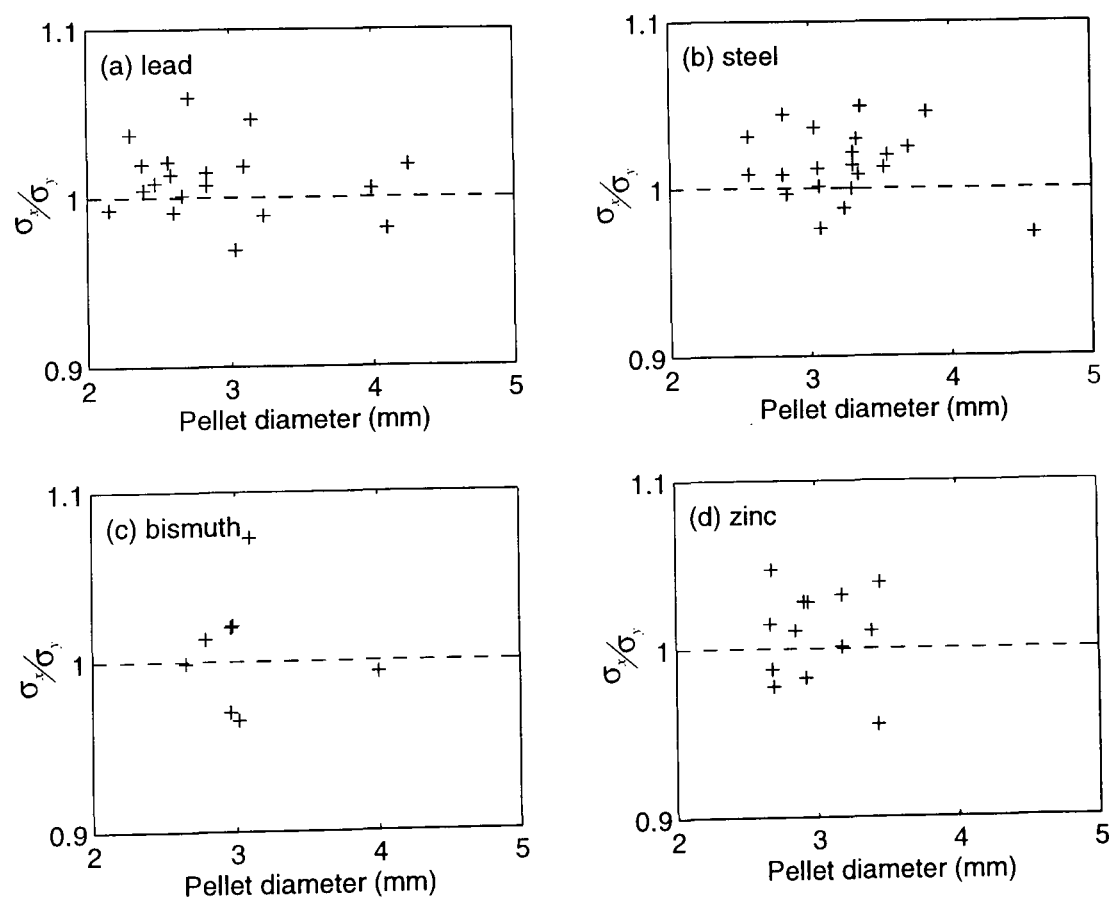 1.1
(a) lead
1
σx/σy
0.9
2 3 4 5
Pellet diameter (mm)
1.1
(b) steel
1
σx/σy
0.9
2 3 4 5
Pellet diameter (mm)
1.1
(c) bismuth
1
σx/σy
0.9
2 3 4 5
Pellet diameter (mm)
1.1
(d) zinc
1
σx/σy
0.9
2 3 4 5
Pellet diameter (mm)